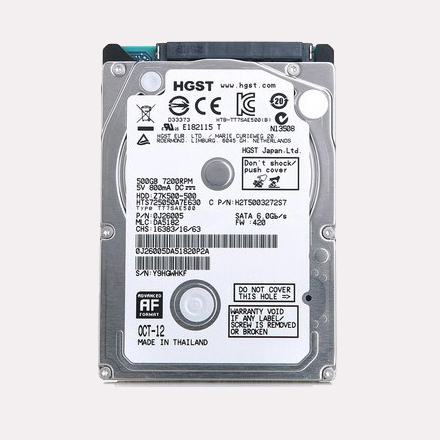 HGST www.hgst.com
D33373 HTS-TT7SAE500(B)
E182115 T
20
N13508
HGST EUR LTD. / MARIE CURIEWEG 20
ROERMOND, LIMBURG, 6045 GH, NETHERLANDS
HGST Japan,Ltd.
Don't shock/
push cover
500GB 7200RPM
5V 800mA DC
HDD:Z7K500-500
HTS725050A7E630 C P/N:H2T5003272S7
Type TT7SAE500
P/N:0J26005 SATA 6.0Gb/s
MLC:DA5182 FW :420
CHS:16383/16/63
0J26005DA51820P2A
S/N:Y9HGWHKF
DO NOT COVER
THIS HOLE =>
ADVANCED
AF
FORMAT
WARRANTY VOID
IF ANY LABEL/
SCREW IS REMOVED
OR BROKEN
OCT-12
MADE IN THAILAND